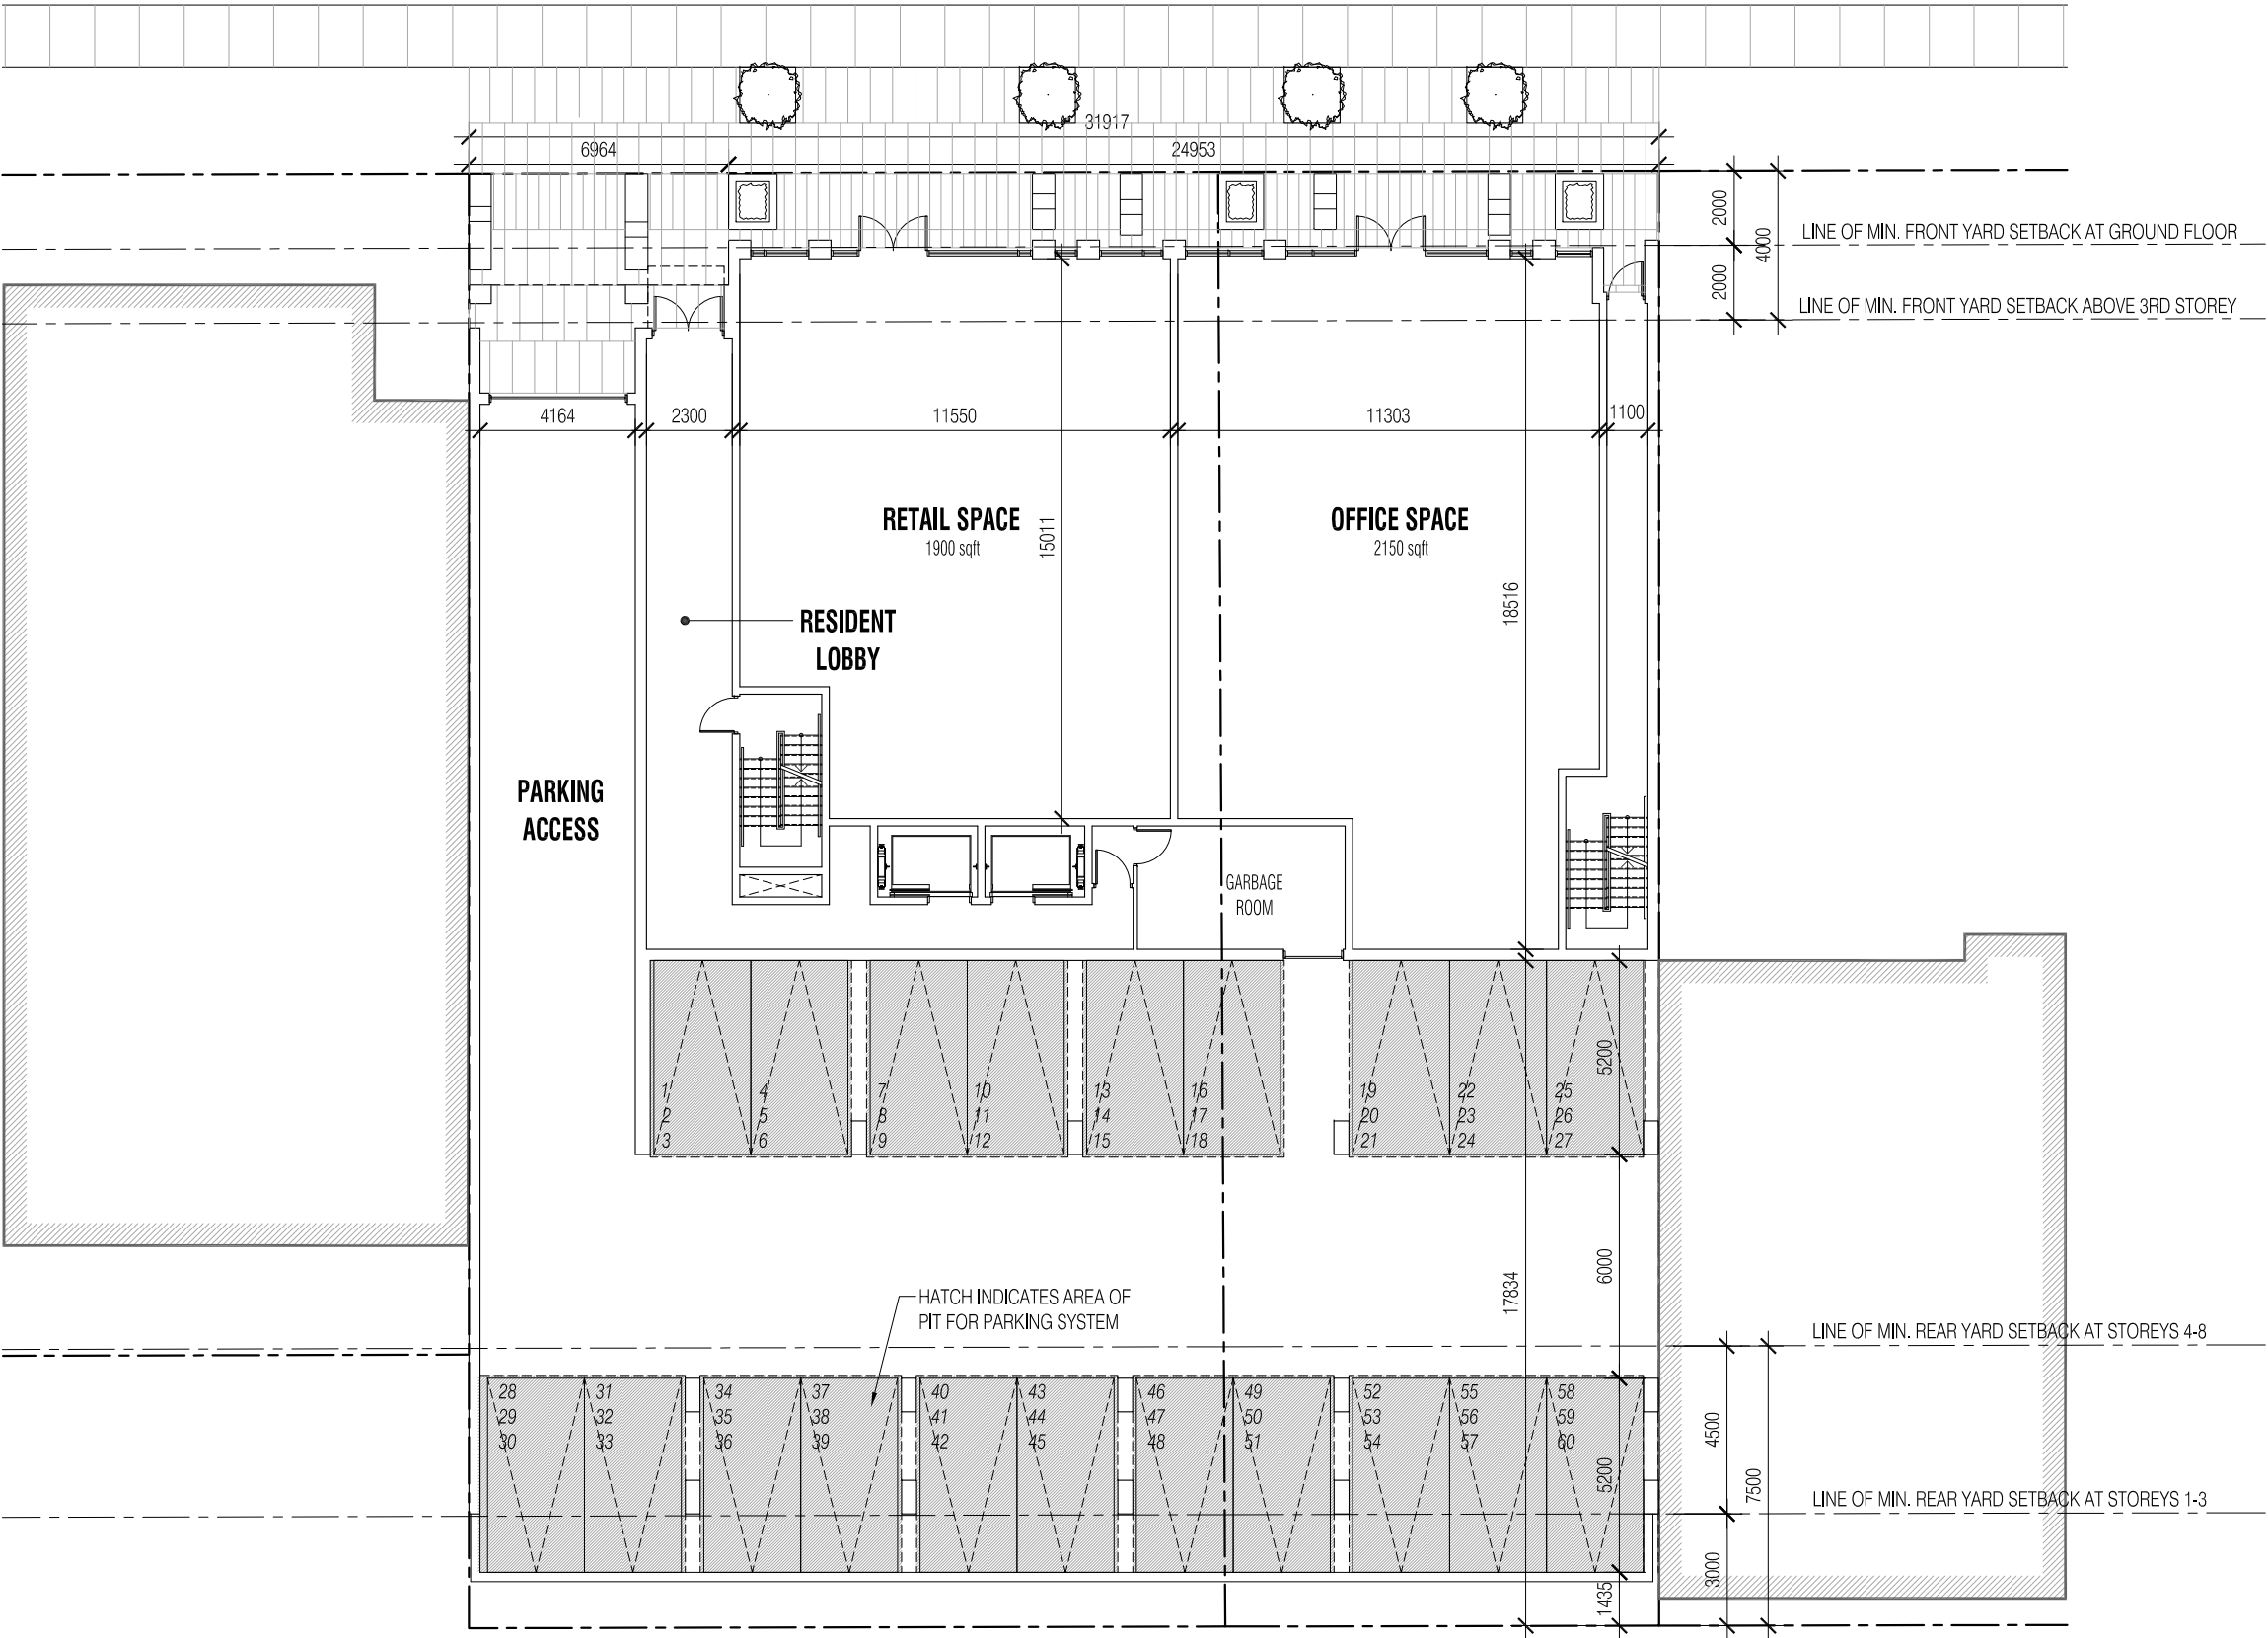 31917
6964
24953
2000
4000
LINE OF MIN. FRONT YARD SETBACK AT GROUND FLOOR
2000
LINE OF MIN. FRONT YARD SETBACK ABOVE 3RD STOREY
4164
2300
11550
11303
1100
RETAIL SPACE
1900 sqft
15011
OFFICE SPACE
2150 sqft
18516
RESIDENT
LOBBY
PARKING
ACCESS
GARBAGE
ROOM
5200
1 4 7 10 13 16 19 22 25
2 5 8 11 14 17 20 23 26
3 6 9 12 15 18 21 24 27
6000
17834
HATCH INDICATES AREA OF
PIT FOR PARKING SYSTEM
LINE OF MIN. REAR YARD SETBACK AT STOREYS 4-8
28 31 34 37 40 43 46 49 52 55 58
29 32 35 38 41 44 47 50 53 56 59
30 33 36 39 42 45 48 51 54 57 60
4500
5200
7500
LINE OF MIN. REAR YARD SETBACK AT STOREYS 1-3
3000
1435